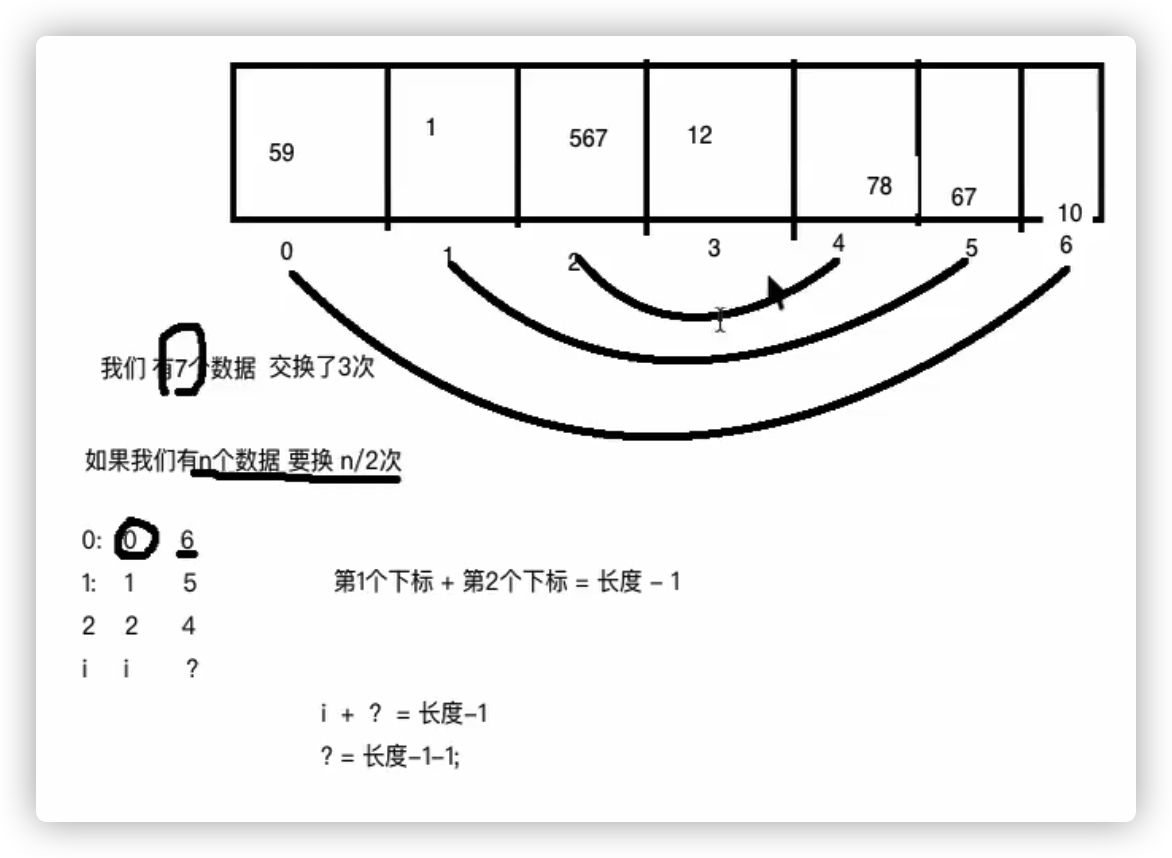 59 1 567 12 78 67 10
0 1 2 3 4 5 6
我们 有7个数据 交换了3次
如果我们有n个数据 要换 n/2次
0: 0 6
1: 1 5
第1个下标 + 第2个下标 = 长度 - 1
2 2 4
i i ?
i + ? = 长度-1
? = 长度-1-1;